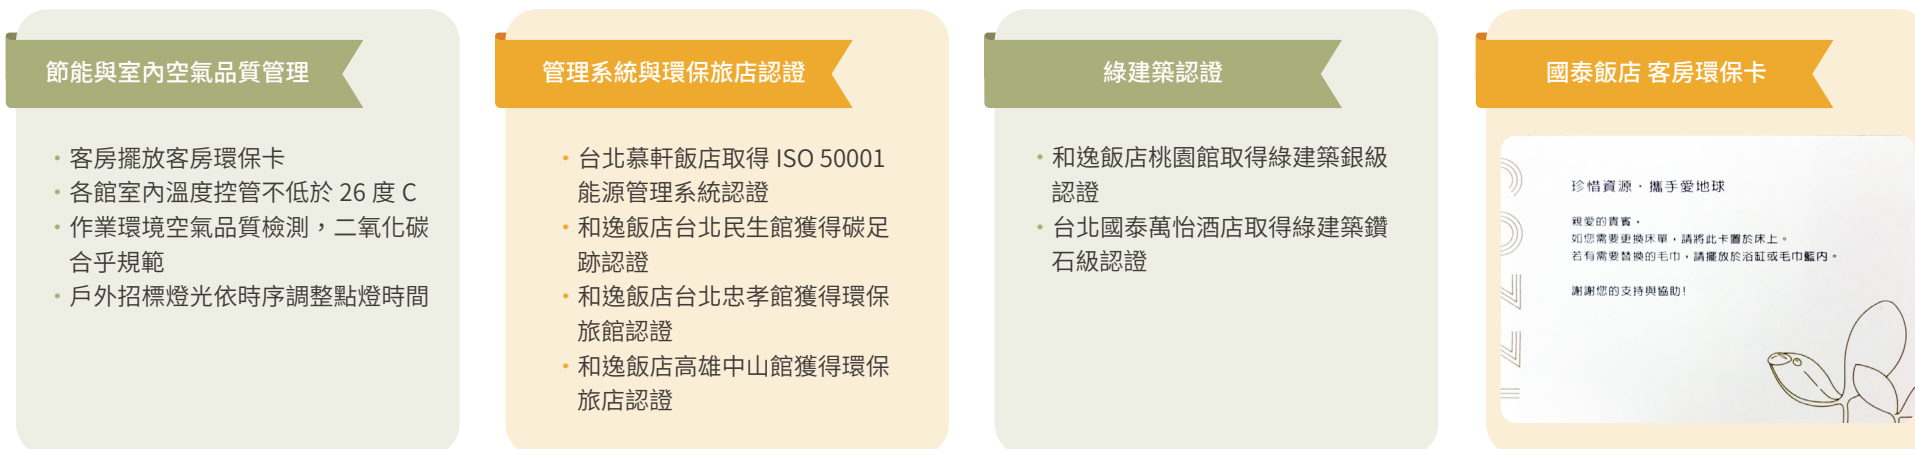 節能與室內空氣品質管理
・客房擺放客房環保卡
・各館室內溫度控管不低於 26 度 C
・作業環境空氣品質檢測，二氧化碳
合乎規範
・戶外招標燈光依時序調整點燈時間
管理系統與環保旅店認證
・台北慕軒飯店取得 ISO 50001
能源管理系統認證
・和逸飯店台北民生館獲得碳足
跡認證
・和逸飯店台北忠孝館獲得環保
旅館認證
・和逸飯店高雄中山館獲得環保
旅店認證
綠建築認證
・和逸飯店桃園館取得綠建築銀級
認證
・台北國泰萬怡酒店取得綠建築鑽
石級認證
國泰飯店 客房環保卡
珍惜資源．攜手愛地球
親愛的貴賓，
如您需要更換床單，請將此卡置於床上。
若有需要替換的毛巾，請擺放於浴缸或毛巾籃內。
謝謝您的支持與協助！